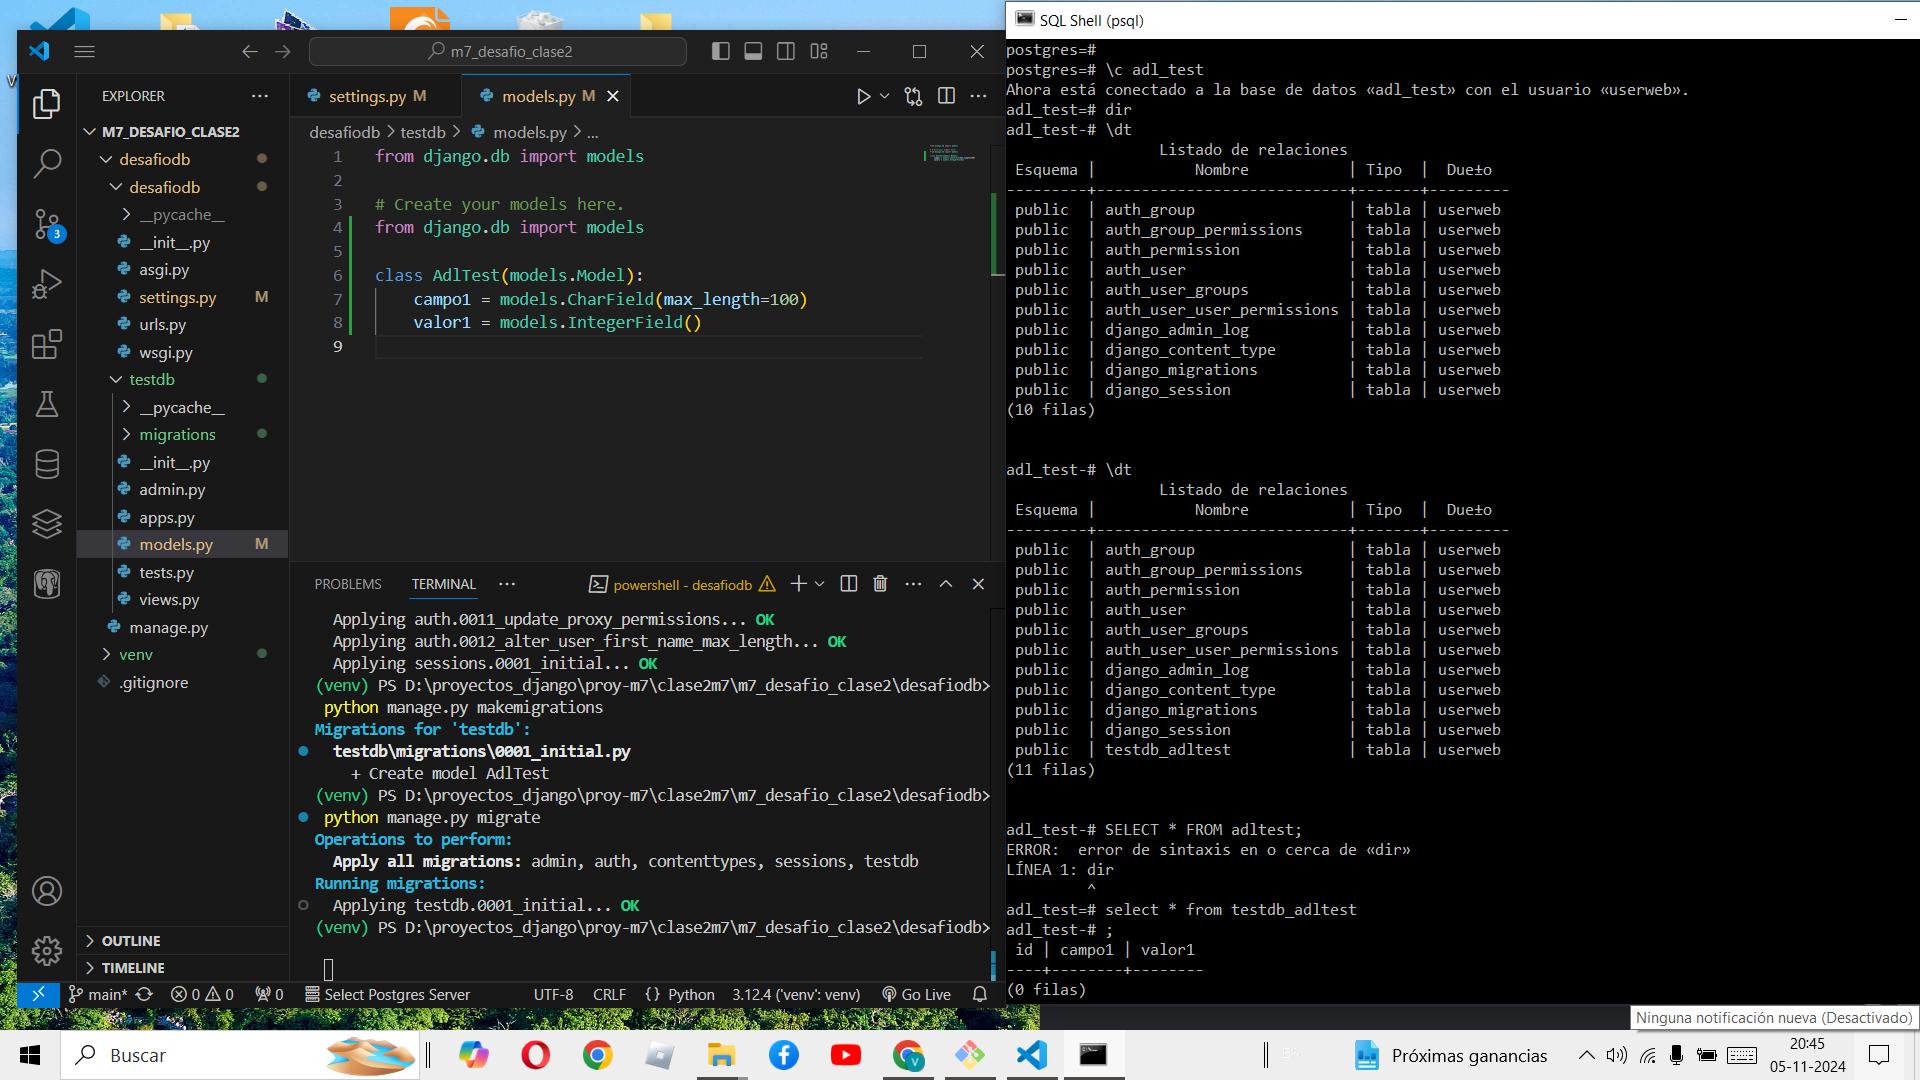 m7_desafio_clase2
EXPLORER
M7_DESAFIO_CLASE2
desafiodb
desafiodb
__pycache__
__init__.py
asgi.py
settings.py M
urls.py
wsgi.py
testdb
__pycache__
migrations
__init__.py
admin.py
apps.py
models.py M
tests.py
views.py
manage.py
venv
.gitignore
OUTLINE
TIMELINE
3
settings.py M
models.py M
desafiodb > testdb > models.py > ...
1 from django.db import models
2
3 # Create your models here.
4 from django.db import models
5
6 class AdlTest(models.Model):
7     campo1 = models.CharField(max_length=100)
8     valor1 = models.IntegerField()
9
PROBLEMS TERMINAL ... powershell - desafiodb
Applying auth.0011_update_proxy_permissions... OK
Applying auth.0012_alter_user_first_name_max_length... OK
Applying sessions.0001_initial... OK
(venv) PS D:\proyectos_django\proy-m7\clase2m7\m7_desafio_clase2\desafiodb>
python manage.py makemigrations
Migrations for 'testdb':
testdb\migrations\0001_initial.py
+ Create model AdlTest
(venv) PS D:\proyectos_django\proy-m7\clase2m7\m7_desafio_clase2\desafiodb>
python manage.py migrate
Operations to perform:
Apply all migrations: admin, auth, contenttypes, sessions, testdb
Running migrations:
Applying testdb.0001_initial... OK
(venv) PS D:\proyectos_django\proy-m7\clase2m7\m7_desafio_clase2\desafiodb>
main* 0 0 0 Select Postgres Server UTF-8 CRLF {} Python 3.12.4 ('venv': venv) Go Live
SQL Shell (psql)
postgres=#
postgres=# \c adl_test
Ahora está conectado a la base de datos «adl_test» con el usuario «userweb».
adl_test=# dir
adl_test-# \dt
Listado de relaciones
Esquema | Nombre | Tipo | Due±o
---------+----------------------------+-------+---------
public | auth_group | tabla | userweb
public | auth_group_permissions | tabla | userweb
public | auth_permission | tabla | userweb
public | auth_user | tabla | userweb
public | auth_user_groups | tabla | userweb
public | auth_user_user_permissions | tabla | userweb
public | django_admin_log | tabla | userweb
public | django_content_type | tabla | userweb
public | django_migrations | tabla | userweb
public | django_session | tabla | userweb
(10 filas)
adl_test-# \dt
Listado de relaciones
Esquema | Nombre | Tipo | Due±o
---------+----------------------------+-------+---------
public | auth_group | tabla | userweb
public | auth_group_permissions | tabla | userweb
public | auth_permission | tabla | userweb
public | auth_user | tabla | userweb
public | auth_user_groups | tabla | userweb
public | auth_user_user_permissions | tabla | userweb
public | django_admin_log | tabla | userweb
public | django_content_type | tabla | userweb
public | django_migrations | tabla | userweb
public | django_session | tabla | userweb
public | testdb_adltest | tabla | userweb
(11 filas)
adl_test-# SELECT * FROM adltest;
ERROR:  error de sintaxis en o cerca de «dir»
LÍNEA 1: dir
^
adl_test=# select * from testdb_adltest
adl_test-# ;
id | campo1 | valor1
----+--------+--------
(0 filas)
Ninguna notificación nueva (Desactivado)
Buscar
Próximas ganancias
20:45
05-11-2024